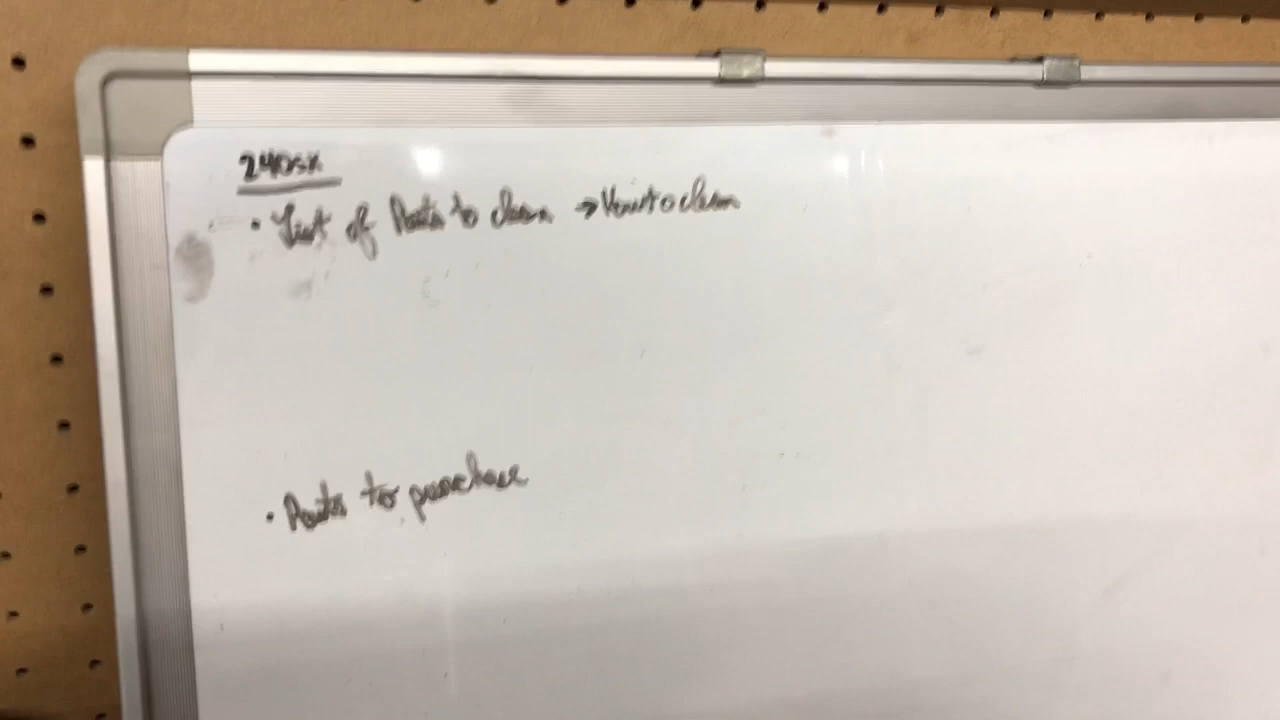 240sx
• List of Parts to clean → How to clean
• Parts to purchase